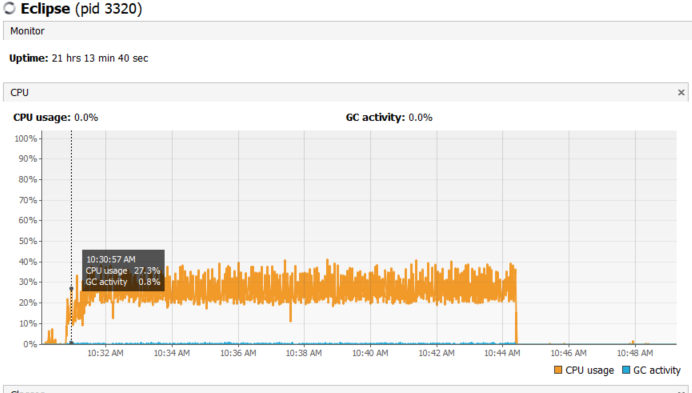 Eclipse (pid 3320)
Monitor
Uptime: 21 hrs 13 min 40 sec
CPU
CPU usage: 0.0% GC activity: 0.0%
100%
90%
80%
70%
60%
50%
40%
30%
20%
10%
0%
10:30:57 AM
CPU usage 27.3%
GC activity 0.8%
10:32 AM 10:34 AM 10:36 AM 10:38 AM 10:40 AM 10:42 AM 10:44 AM 10:46 AM 10:48 AM
CPU usage GC activity